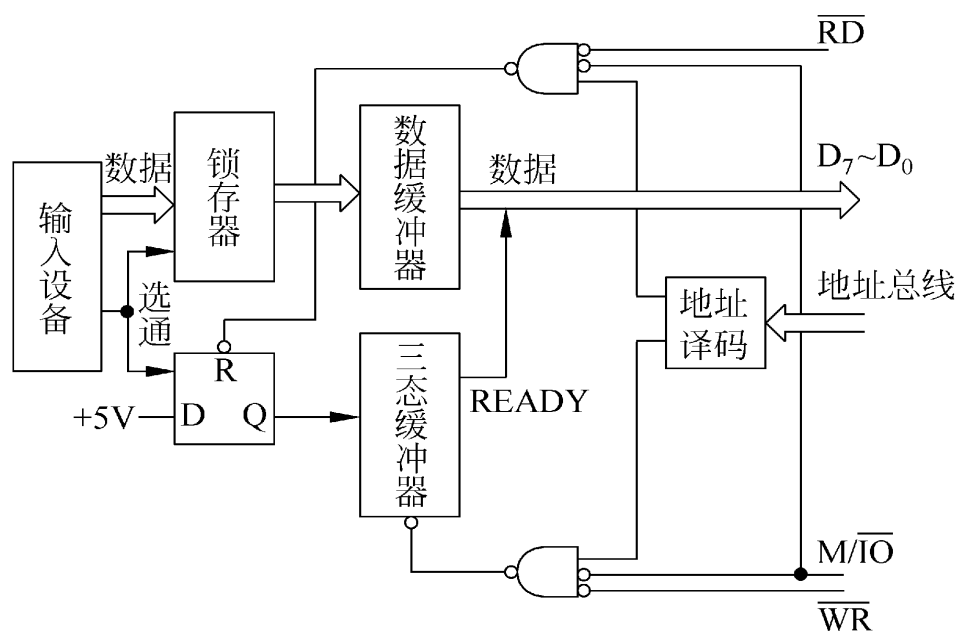 RD
D₇~D₀
地址总线
M/IO
WR
输入设备
数据
选通
锁存器
数据缓冲器
数据
R
+5V
D
Q
三态缓冲器
READY
地址
译码